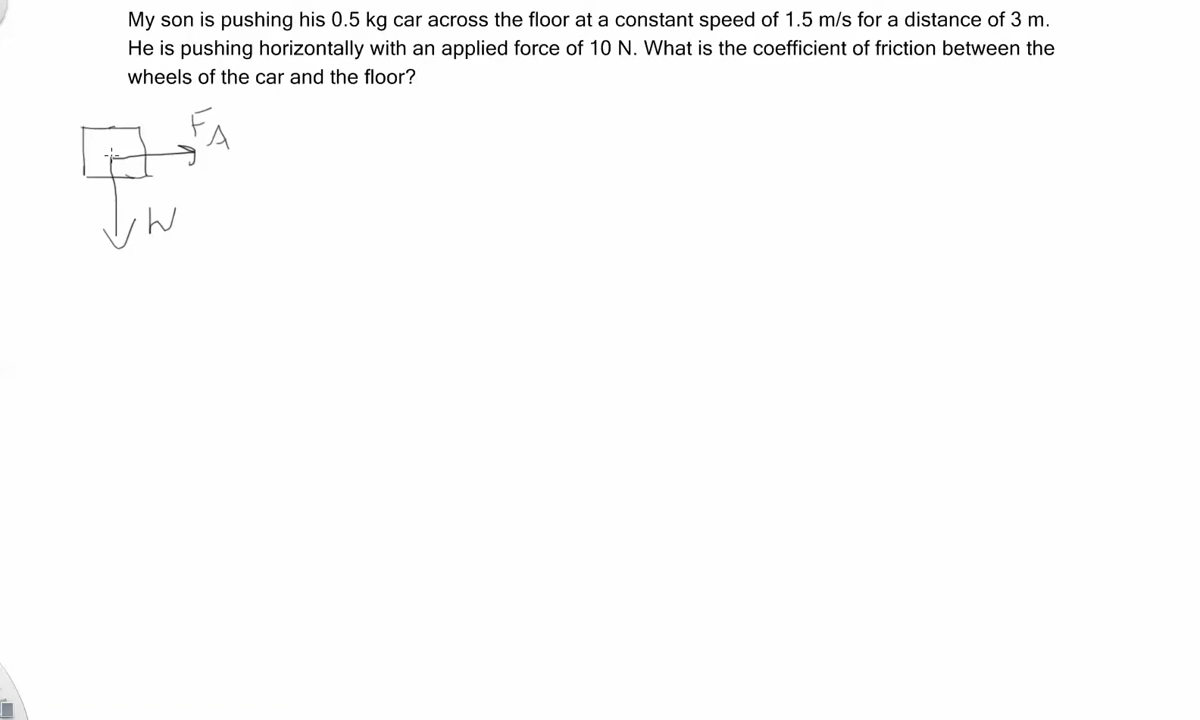 My son is pushing his 0.5 kg car across the floor at a constant speed of 1.5 m/s for a distance of 3 m.
He is pushing horizontally with an applied force of 10 N. What is the coefficient of friction between the
wheels of the car and the floor?
FA
W